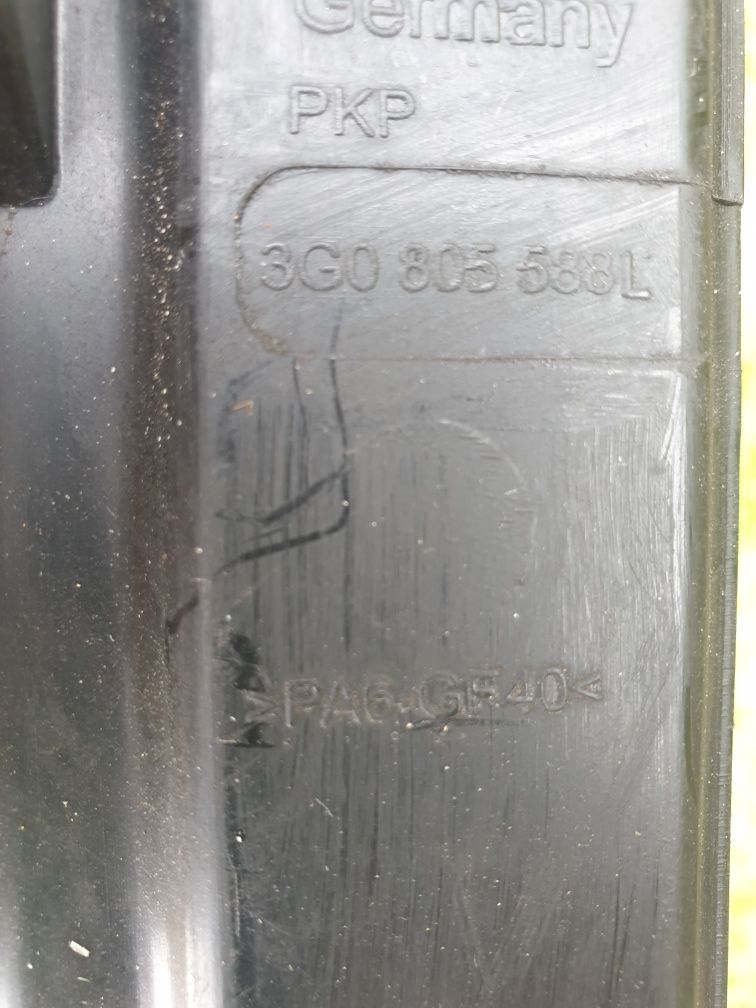 Germany
PKP
3G0 805 588L
>PA6-GF40<